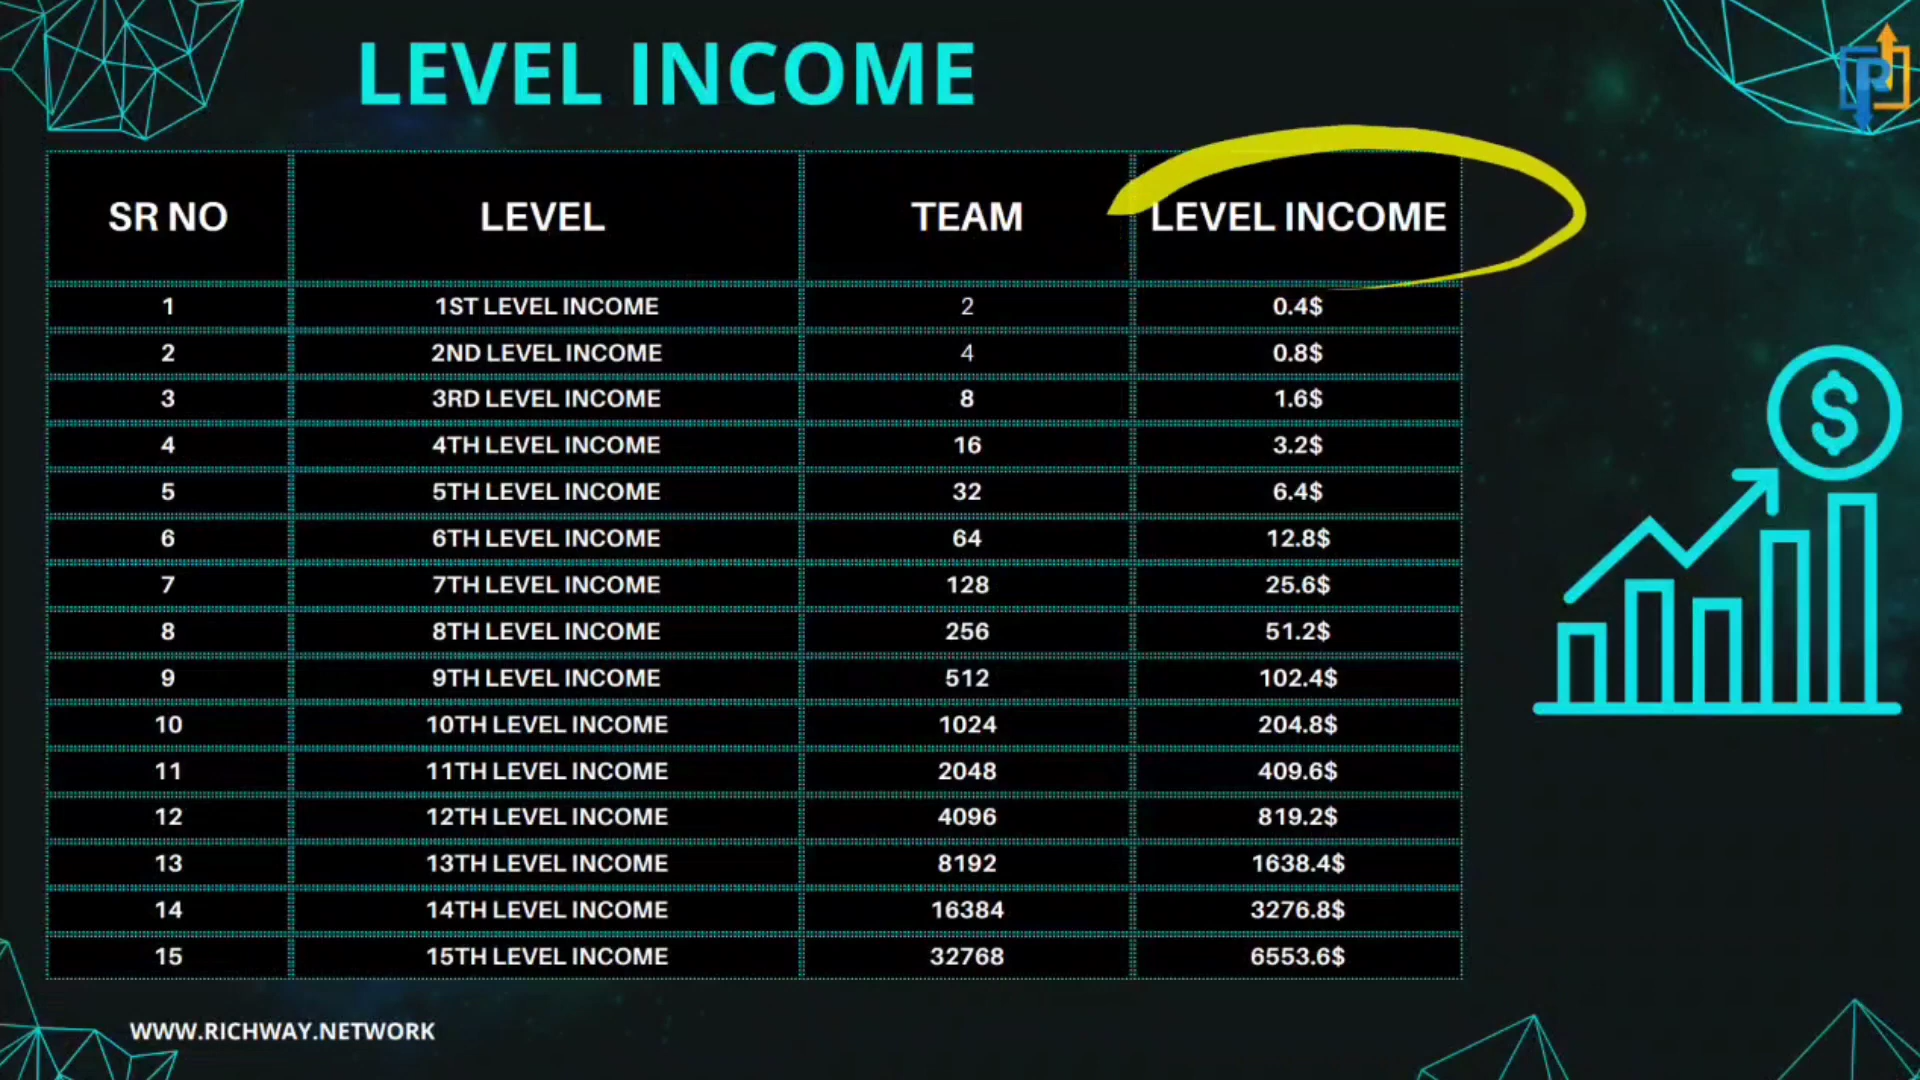 LEVEL INCOME
SR NO LEVEL TEAM LEVEL INCOME
1 1ST LEVEL INCOME 2 0.4$
2 2ND LEVEL INCOME 4 0.8$
3 3RD LEVEL INCOME 8 1.6$
4 4TH LEVEL INCOME 16 3.2$
5 5TH LEVEL INCOME 32 6.4$
6 6TH LEVEL INCOME 64 12.8$
7 7TH LEVEL INCOME 128 25.6$
8 8TH LEVEL INCOME 256 51.2$
9 9TH LEVEL INCOME 512 102.4$
10 10TH LEVEL INCOME 1024 204.8$
11 11TH LEVEL INCOME 2048 409.6$
12 12TH LEVEL INCOME 4096 819.2$
13 13TH LEVEL INCOME 8192 1638.4$
14 14TH LEVEL INCOME 16384 3276.8$
15 15TH LEVEL INCOME 32768 6553.6$
$
R
WWW.RICHWAY.NETWORK